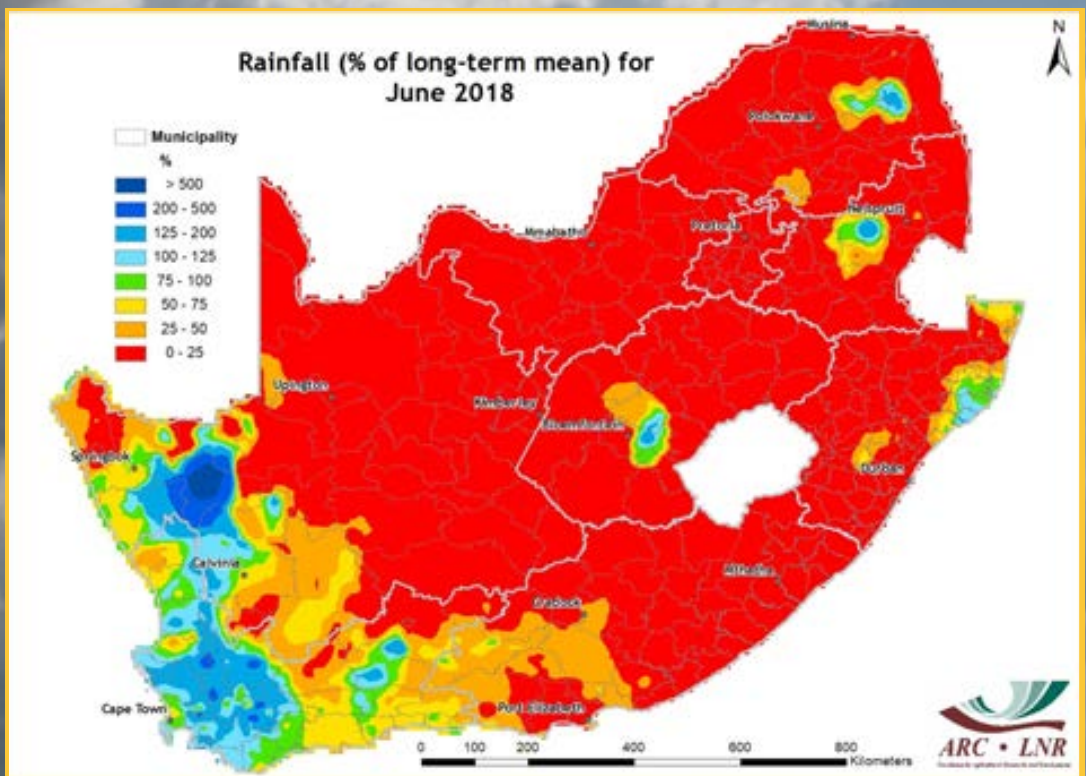 Rainfall (% of long-term mean) for
June 2018
N
Municipality
%
> 500
200 - 500
125 - 200
100 - 125
75 - 100
50 - 75
25 - 50
0 - 25
Musina
Polokwane
Nelspruit
Pretoria
Mmabatho
Upington
Kimberley
Bloemfontein
Springbok
Durban
Calvinia
Mthatha
Cradock
Cape Town
Port Elizabeth
0 100 200 400 600 800
Kilometers
ARC • LNR